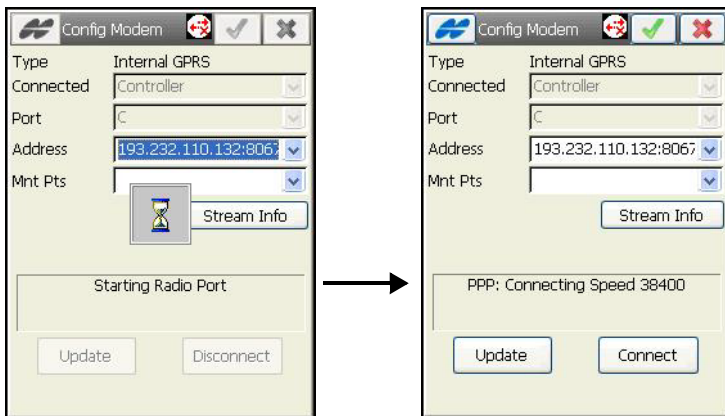 Config Modem
Type Internal GPRS
Connected Controller
Port C
Address 193.232.110.132:8067
Mnt Pts
Stream Info
Starting Radio Port
Update Disconnect
Config Modem
Type Internal GPRS
Connected Controller
Port C
Address 193.232.110.132:8067
Mnt Pts
Stream Info
PPP: Connecting Speed 38400
Update Connect